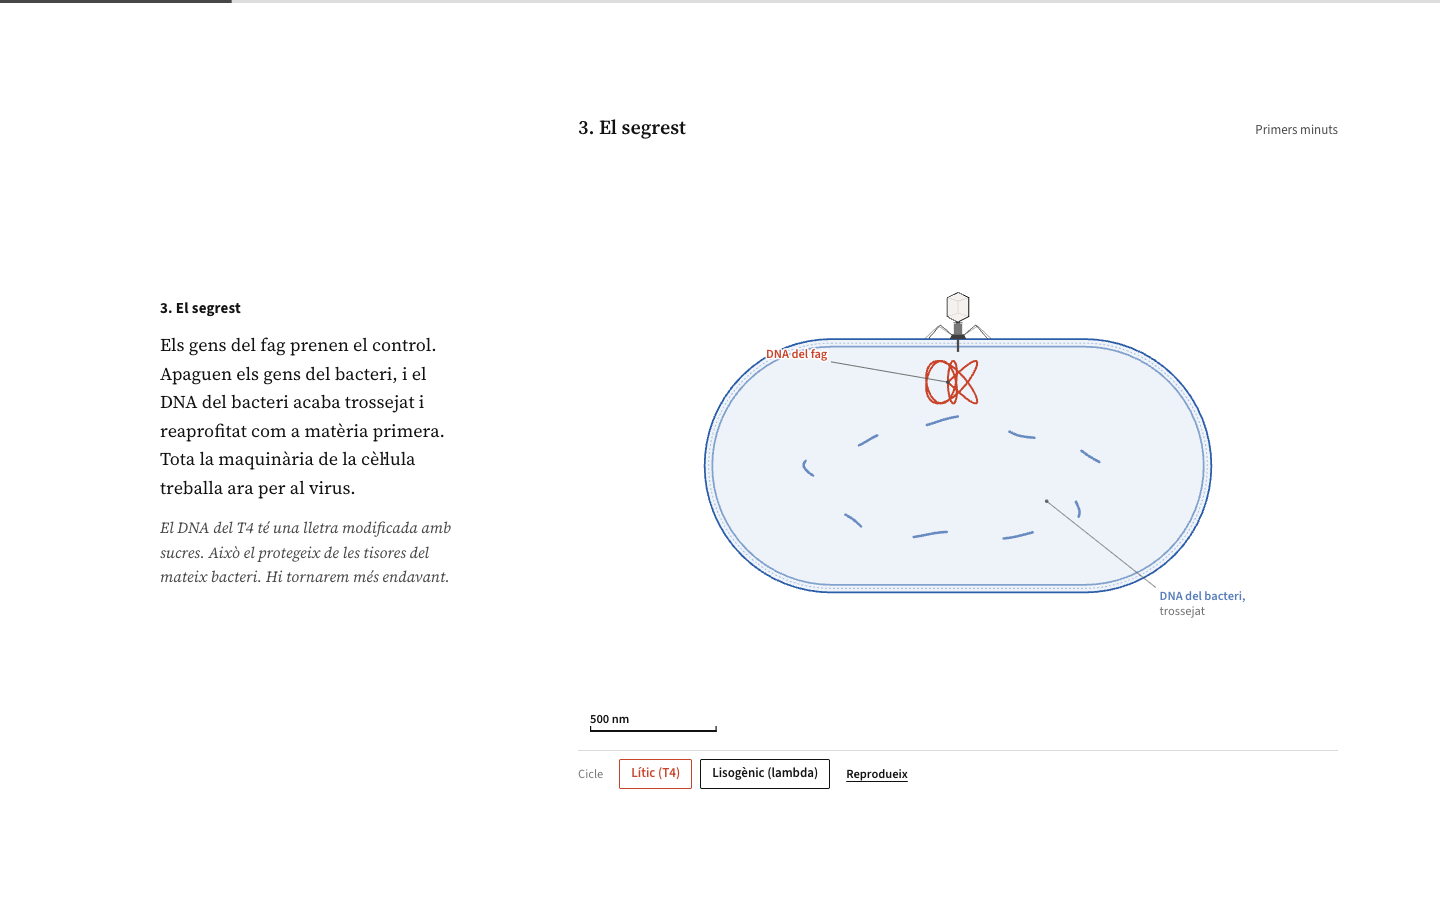 3. El segrest
Primers minuts
3. El segrest
Els gens del fag prenen el control.
Apaguen els gens del bacteri, i el
DNA del bacteri acaba trossejat i
reaprofitat com a matèria primera.
Tota la maquinària de la cèl·lula
treballa ara per al virus.
El DNA del T4 té una lletra modificada amb
sucres. Això el protegeix de les tisores del
mateix bacteri. Hi tornarem més endavant.
DNA del fag
DNA del bacteri,
trossejat
500 nm
Cicle
Lític (T4)
Lisogènic (lambda)
Reprodueix